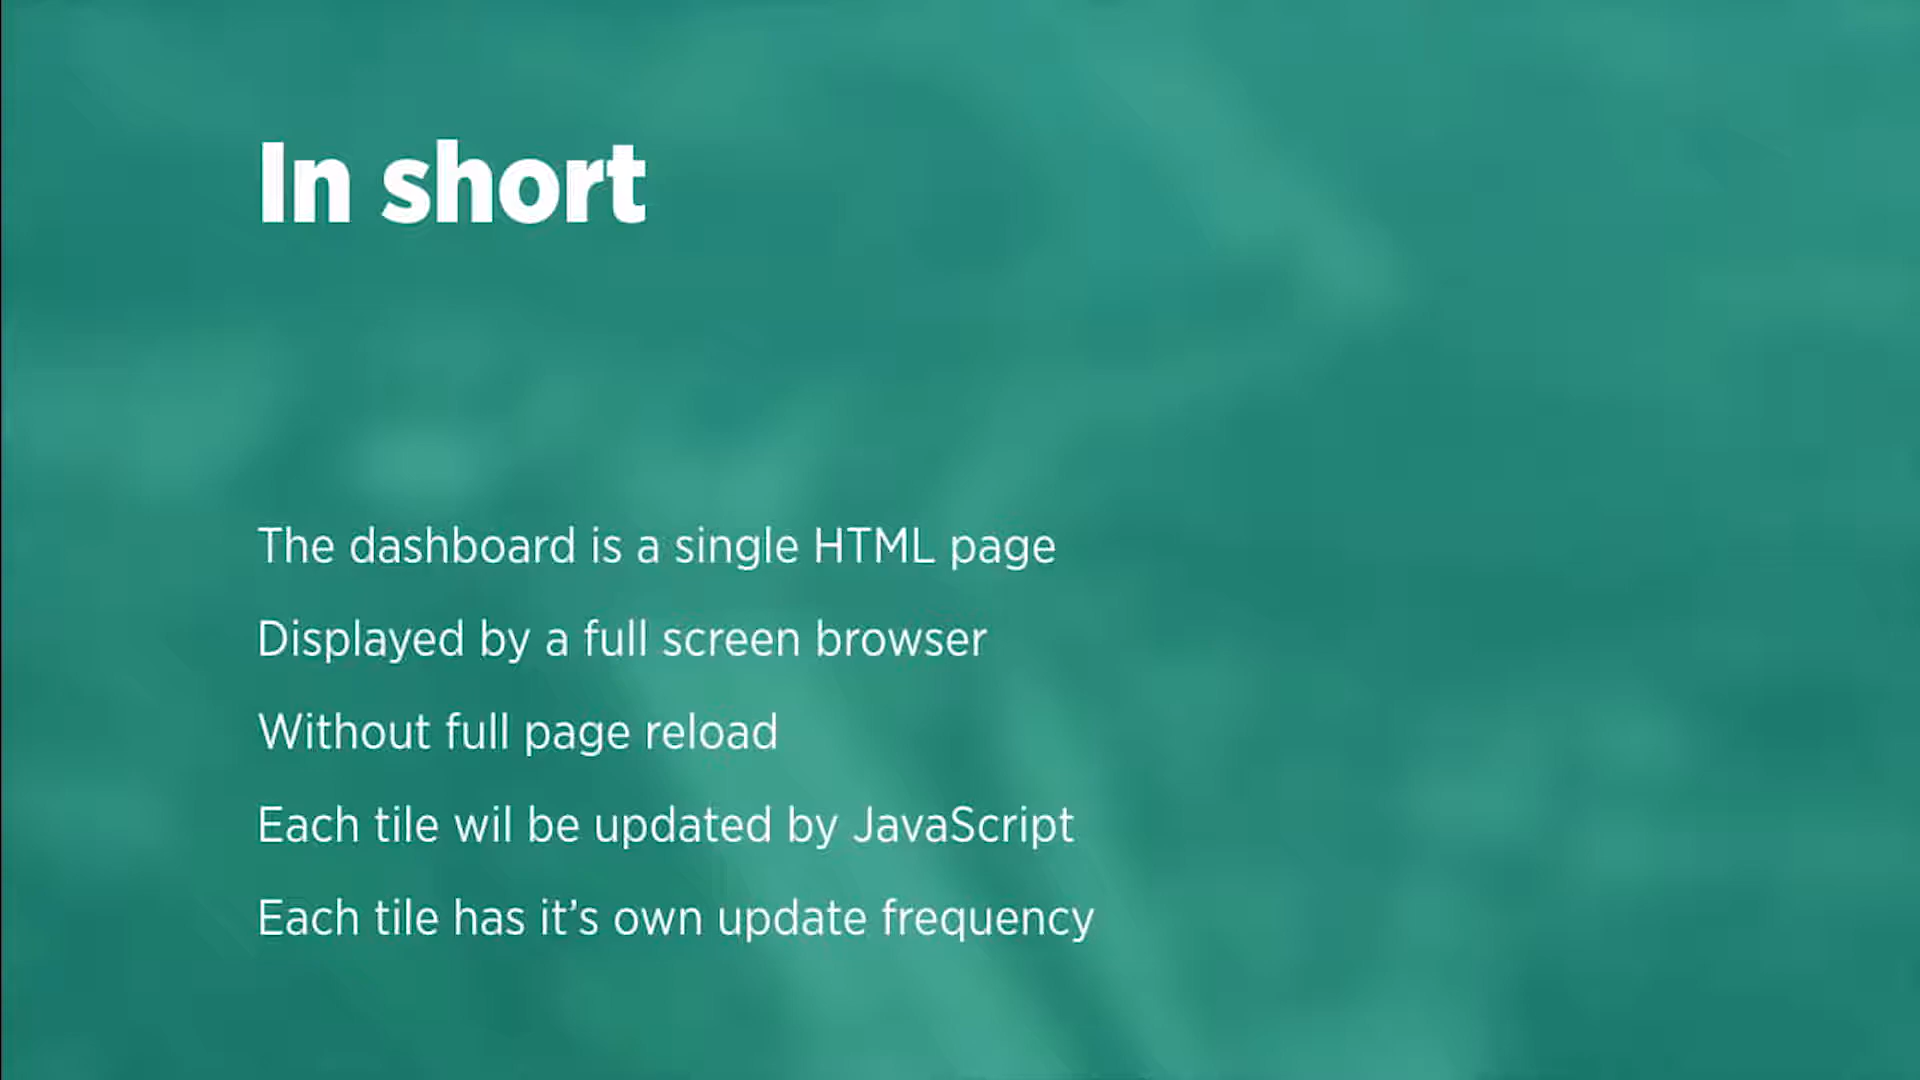 In short
The dashboard is a single HTML page
Displayed by a full screen browser
Without full page reload
Each tile wil be updated by JavaScript
Each tile has it’s own update frequency